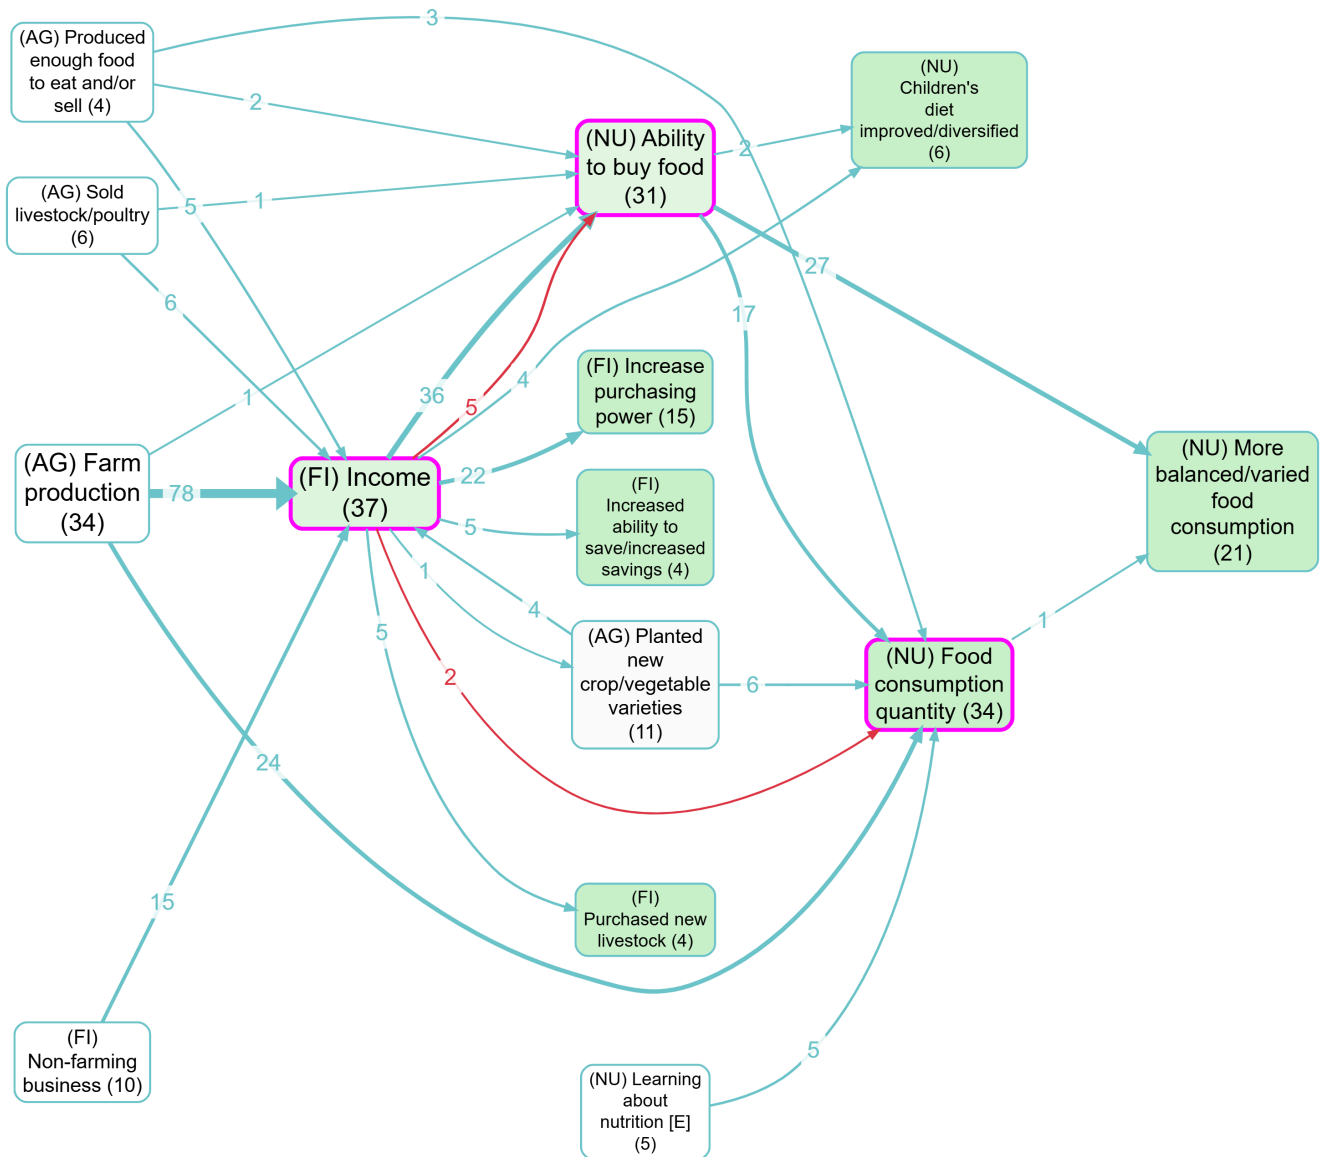 (AG) Produced
enough food
to eat and/or
sell (4)
3
(NU)
Children's
diet
improved/diversified
(6)
2
(NU) Ability
to buy food
(31)
2
(AG) Sold
livestock/poultry
(6)
1
5
27
6
17
(FI) Increase
purchasing
power (15)
4
36
5
1
(AG) Farm
production
(34)
78
(FI) Income
(37)
22
(NU) More
balanced/varied
food
consumption
(21)
(FI)
Increased
ability to
save/increased
savings (4)
5
1
4
5
(AG) Planted
new
crop/vegetable
varieties
(11)
1
2
6
(NU) Food
consumption
quantity (34)
24
15
(FI)
Purchased new
livestock (4)
(FI)
Non-farming
business (10)
5
(NU) Learning
about
nutrition [E]
(5)